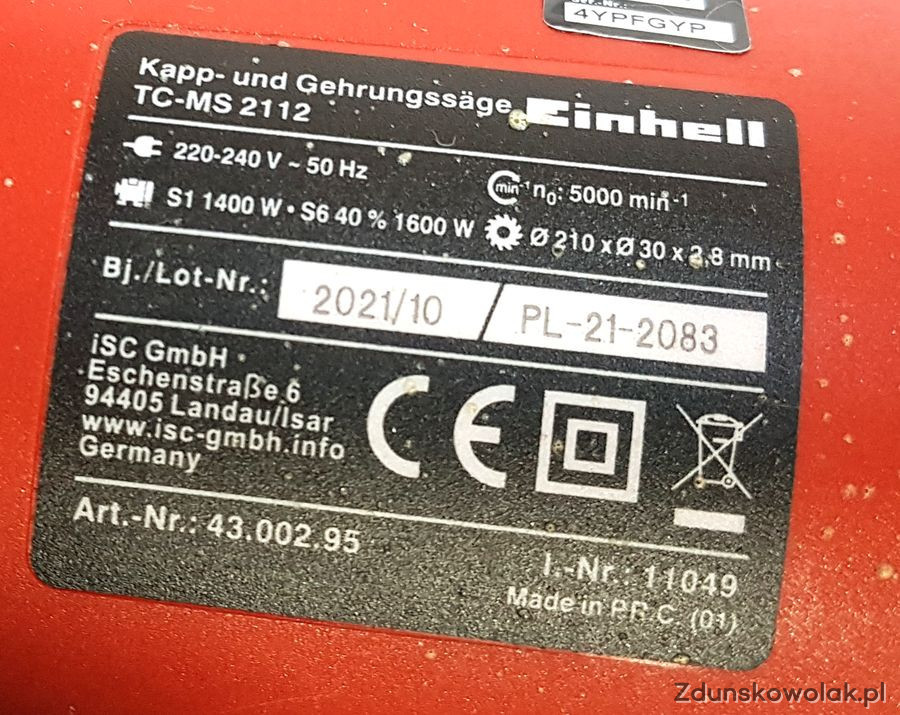 4YPFGYP
Kapp- und Gehrungssäge
TC-MS 2112
Einhell
220-240 V ~ 50 Hz
min-1 n0: 5000 min-1
S1 1400 W • S6 40 % 1600 W
Ø 210 x Ø 30 x 2,8 mm
Bj./Lot-Nr.: 2021/10 / PL-21-2083
iSC GmbH
Eschenstraße 6
94405 Landau/Isar
www.isc-gmbh.info
Germany
CE
Art.-Nr.: 43.002.95
I.-Nr.: 11049
Made in P.R.C. (01)
Zdunskowolak.pl